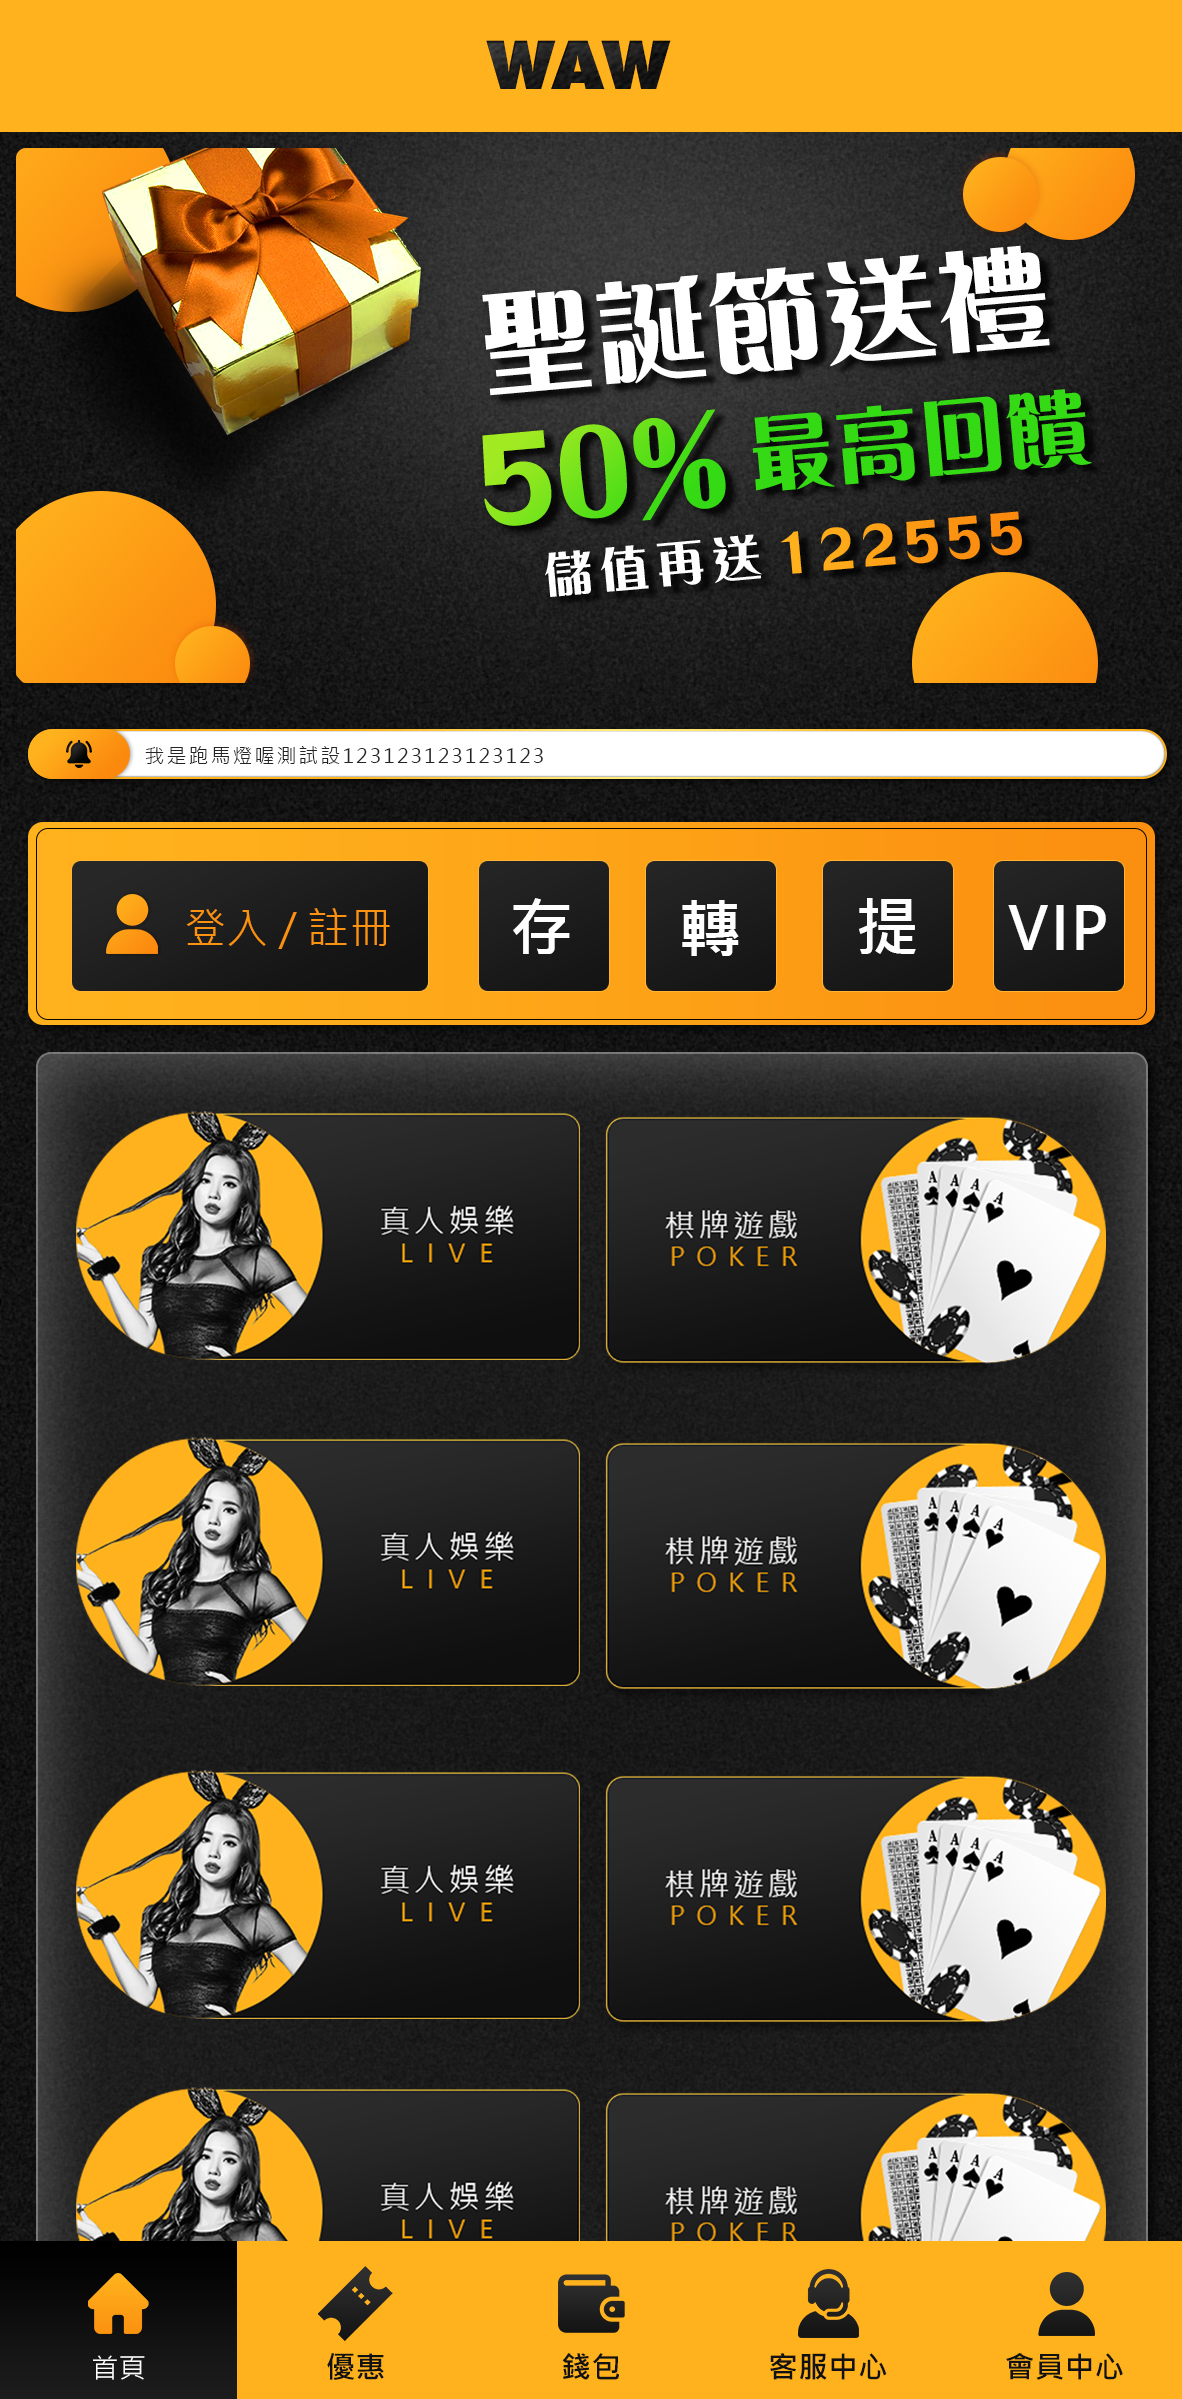 WAW
聖誕節送禮
50% 最高回饋
儲值再送 122555
我是跑馬燈喔測試設123123123123123
登入 / 註冊
存
轉
提
VIP
真人娛樂
LIVE
棋牌遊戲
POKER
A A A A
真人娛樂
LIVE
棋牌遊戲
POKER
A A A A
真人娛樂
LIVE
棋牌遊戲
POKER
A A A A
真人娛樂
LIVE
棋牌遊戲
POKER
A A A A
首頁
優惠
錢包
客服中心
會員中心